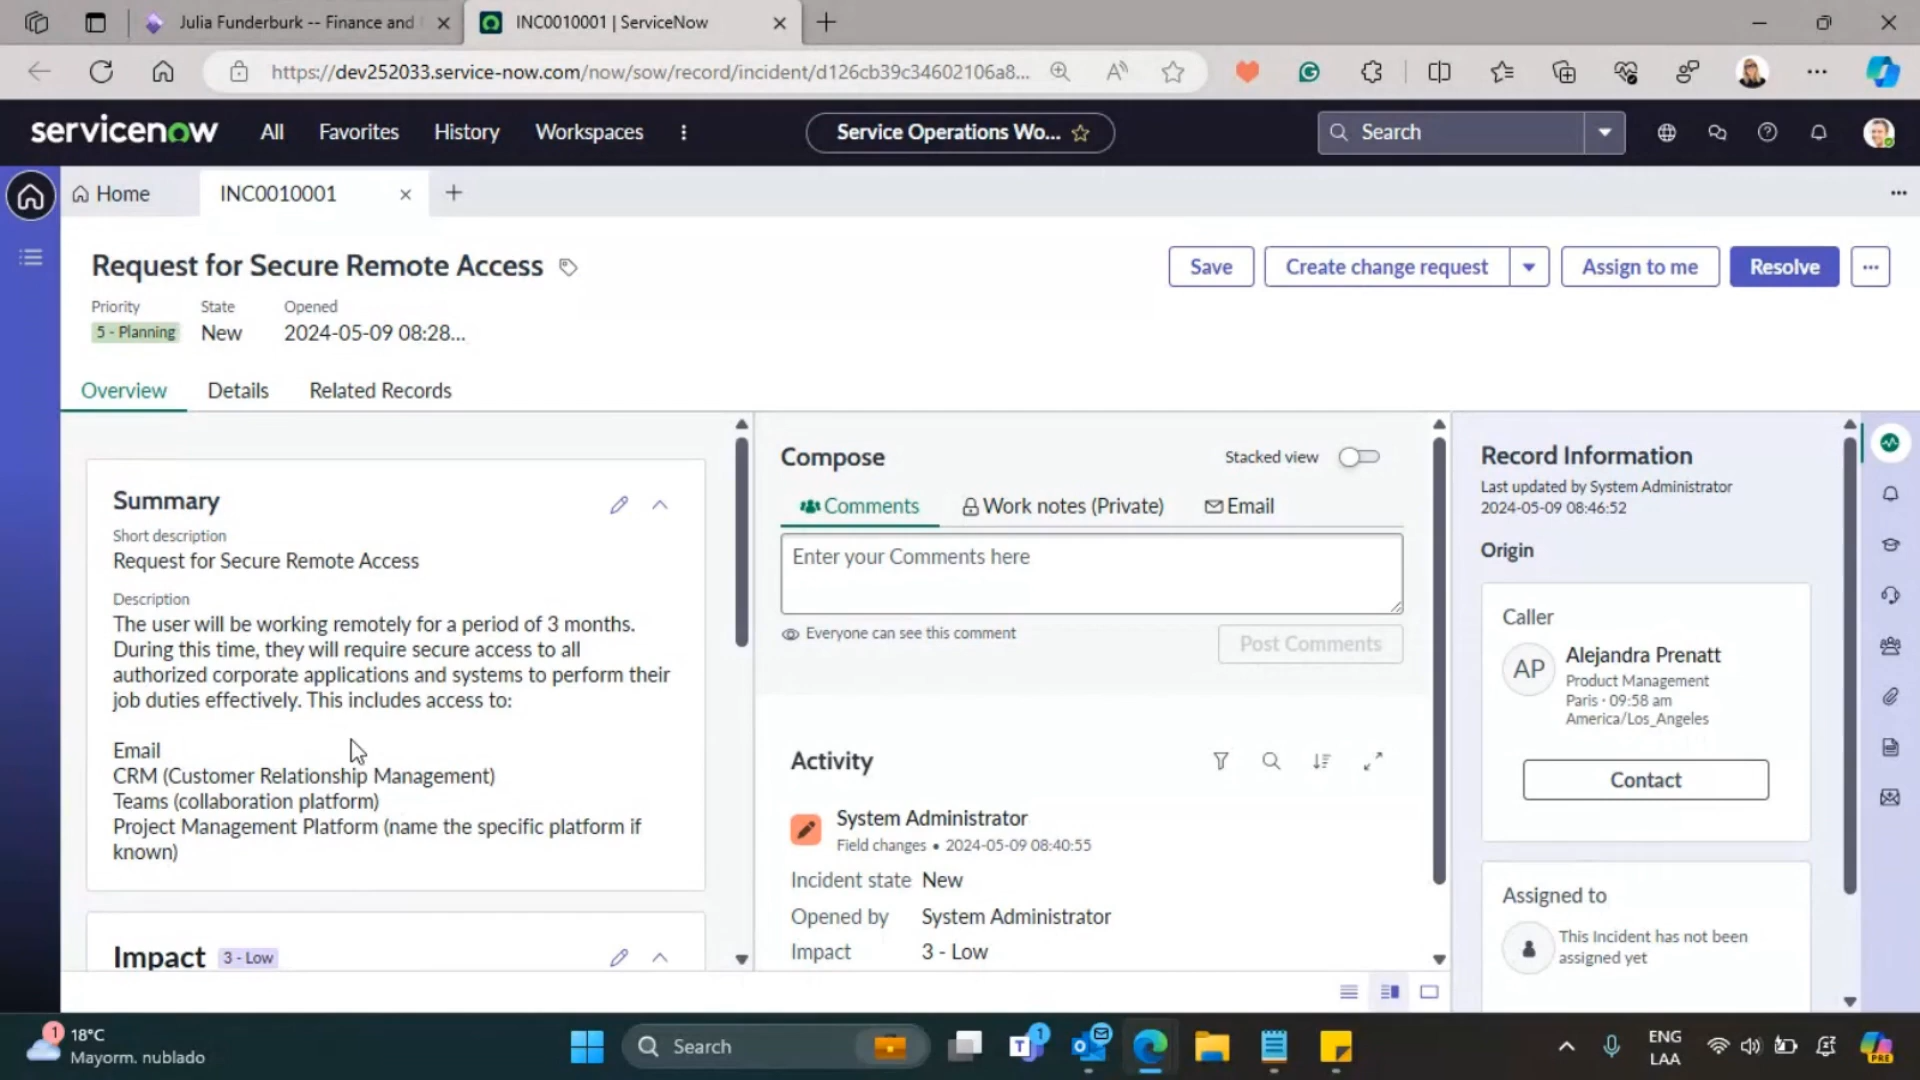 Julia Funderburk -- Finance and
INC0010001 | ServiceNow
https://dev252033.service-now.com/now/sow/record/incident/d126cb39c34602106a8...
servicenow
All
Favorites
History
Workspaces
Service Operations Wo...
Search
Home
INC0010001
Request for Secure Remote Access
Save
Create change request
Assign to me
Resolve
Priority
State
Opened
5 - Planning
New
2024-05-09 08:28...
Overview
Details
Related Records
Summary
Short description
Request for Secure Remote Access
Description
The user will be working remotely for a period of 3 months.
During this time, they will require secure access to all
authorized corporate applications and systems to perform their
job duties effectively. This includes access to:
Email
CRM (Customer Relationship Management)
Teams (collaboration platform)
Project Management Platform (name the specific platform if
known)
Impact
3 - Low
Compose
Stacked view
Comments
Work notes (Private)
Email
Enter your Comments here
Everyone can see this comment
Post Comments
Activity
System Administrator
Field changes • 2024-05-09 08:40:55
Incident state New
Opened by System Administrator
Impact 3 - Low
Record Information
Last updated by System Administrator
2024-05-09 08:46:52
Origin
Caller
AP
Alejandra Prenatt
Product Management
Paris · 09:58 am
America/Los_Angeles
Contact
Assigned to
This Incident has not been
assigned yet
1
18°C
Mayorm. nublado
Search
1
ENG
LAA
PRE